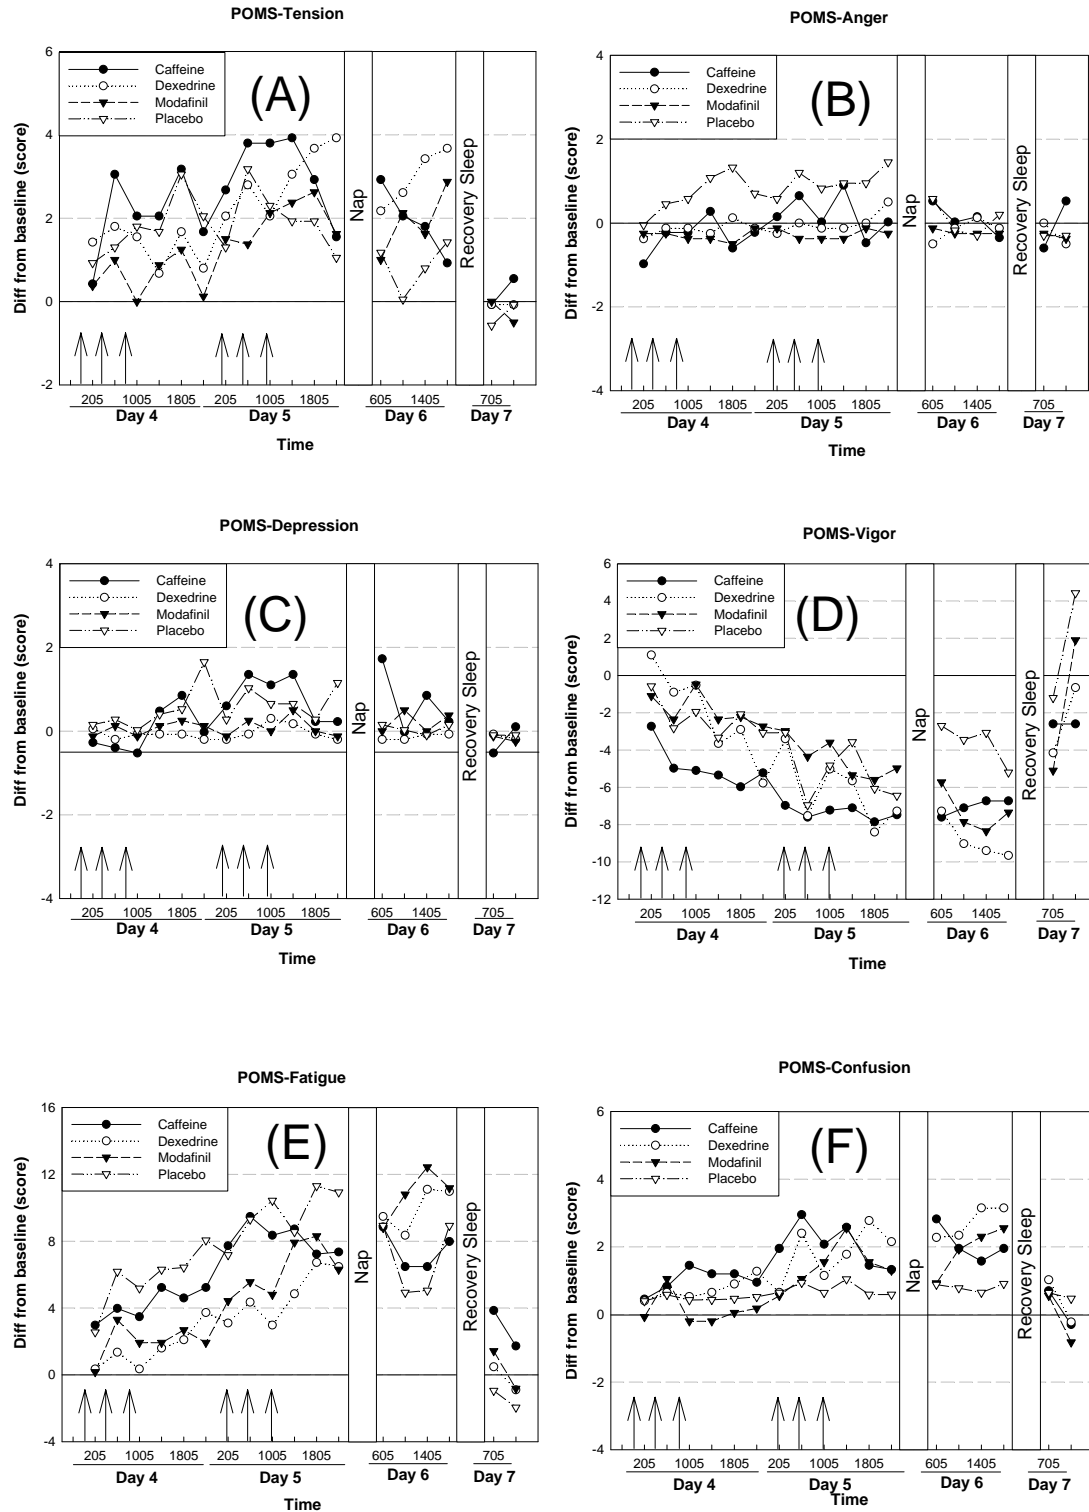 POMS-Tension
Diff from baseline (score)
6
4
2
0
-2
Caffeine
Dexedrine
Modafinil
Placebo
(A)
Nap
Recovery Sleep
205 1005 1805 205 1005 1805 605 1405 705
Day 4 Day 5 Day 6 Day 7
Time
POMS-Anger
Diff from baseline (score)
4
2
0
-2
-4
Caffeine
Dexedrine
Modafinil
Placebo
(B)
Nap
Recovery Sleep
205 1005 1805 205 1005 1805 605 1405 705
Day 4 Day 5 Day 6 Day 7
Time
POMS-Depression
Diff from baseline (score)
4
2
0
-2
-4
Caffeine
Dexedrine
Modafinil
Placebo
(C)
Nap
Recovery Sleep
205 1005 1805 205 1005 1805 605 1405 705
Day 4 Day 5 Day 6 Day 7
Time
POMS-Vigor
Diff from baseline (score)
6
4
2
0
-2
-4
-6
-8
-10
-12
Caffeine
Dexedrine
Modafinil
Placebo
(D)
Nap
Recovery Sleep
205 1005 1805 205 1005 1805 605 1405 705
Day 4 Day 5 Day 6 Day 7
Time
POMS-Fatigue
Diff from baseline (score)
16
12
8
4
0
-4
Caffeine
Dexedrine
Modafinil
Placebo
(E)
Nap
Recovery Sleep
205 1005 1805 205 1005 1805 605 1405 705
Day 4 Day 5 Day 6 Day 7
Time
POMS-Confusion
Diff from baseline (score)
6
4
2
0
-2
-4
Caffeine
Dexedrine
Modafinil
Placebo
(F)
Nap
Recovery Sleep
205 1005 1805 205 1005 1805 605 1405 705
Day 4 Day 5 Day 6 Day 7
Time